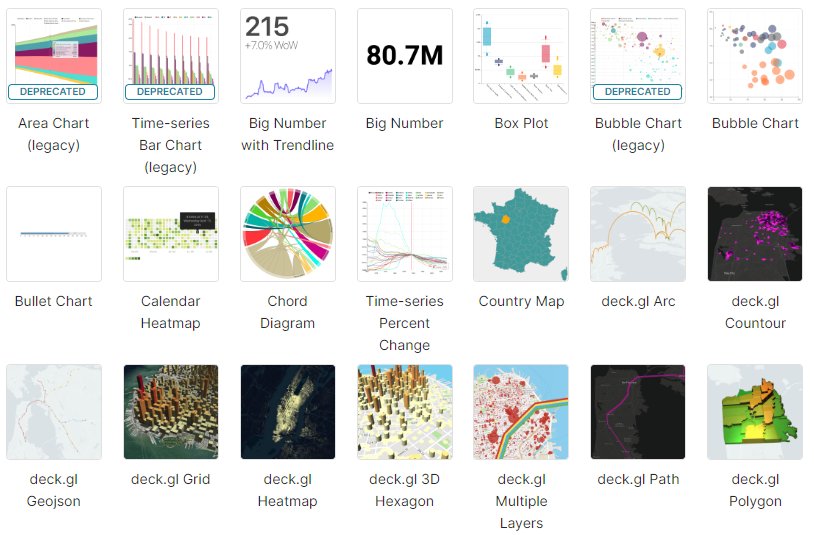 215
+7.0% WoW
80.7M
DEPRECATED
DEPRECATED
DEPRECATED
Area Chart
(legacy)
Time-series
Bar Chart
(legacy)
Big Number
with Trendline
Big Number
Box Plot
Bubble Chart
(legacy)
Bubble Chart
Bullet Chart
Calendar
Heatmap
Chord
Diagram
Time-series
Percent
Change
Country Map
deck.gl Arc
deck.gl
Countour
deck.gl
Geojson
deck.gl Grid
deck.gl
Heatmap
deck.gl 3D
Hexagon
deck.gl
Multiple
Layers
deck.gl Path
deck.gl
Polygon